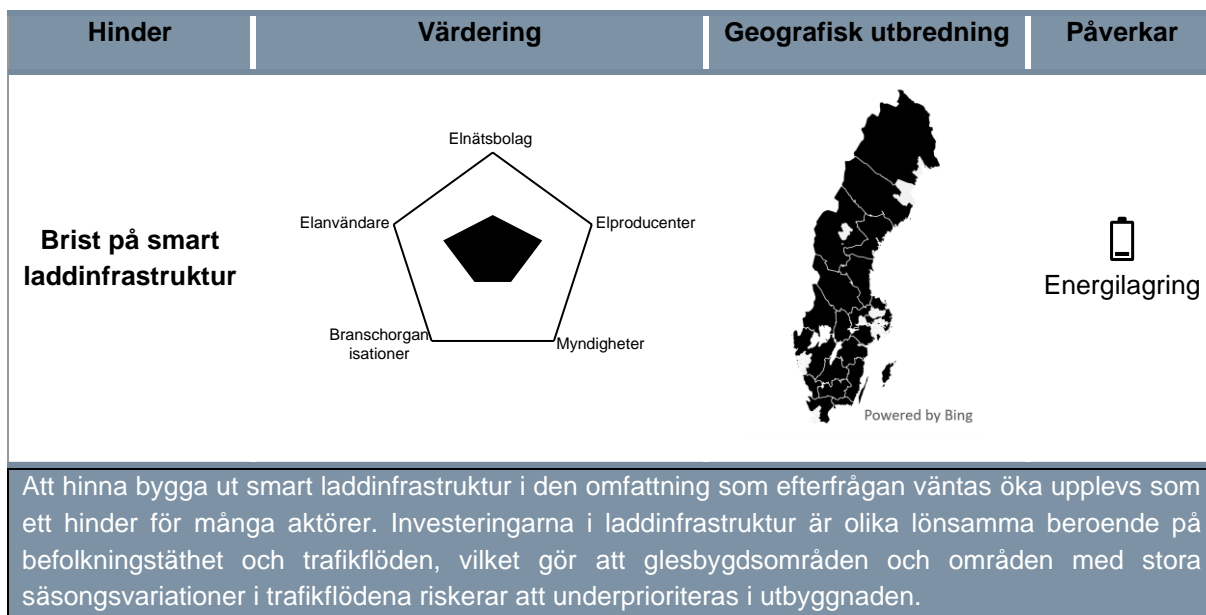 Hinder Värdering Geografisk utbredning Påverkar
Brist på smart
laddinfrastruktur
Elnätsbolag
Elanvändare
Elproducenter
Branschorgan
isationer
Myndigheter
Powered by Bing
Energilagring
Att hinna bygga ut smart laddinfrastruktur i den omfattning som efterfrågan väntas öka upplevs som
ett hinder för många aktörer. Investeringarna i laddinfrastruktur är olika lönsamma beroende på
befolkningstäthet och trafikflöden, vilket gör att glesbygdsområden och områden med stora
säsongsvariationer i trafikflödena riskerar att underprioriteras i utbyggnaden.